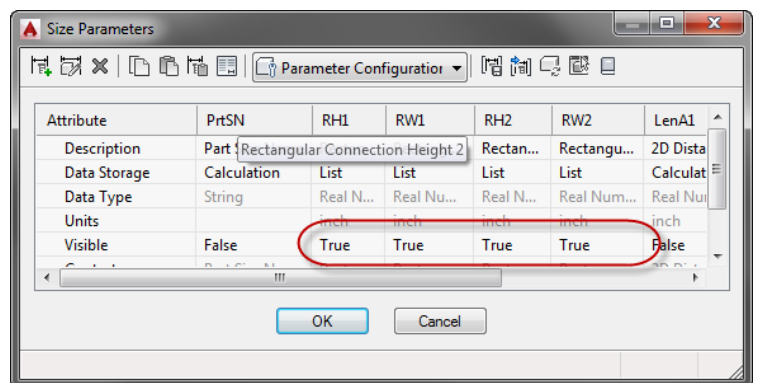 Size Parameters
Parameter Configuration
Attribute PrtSN RH1 RW1 RH2 RW2 LenA1
Description Part S Rectangular Connection Height 2 Rectan... Rectangu... 2D Dista
Data Storage Calculation List List List List Calculat
Data Type String Real N... Real Nu... Real N... Real Num... Real Nur
Units inch inch inch inch inch
Visible False True True True True False
OK Cancel